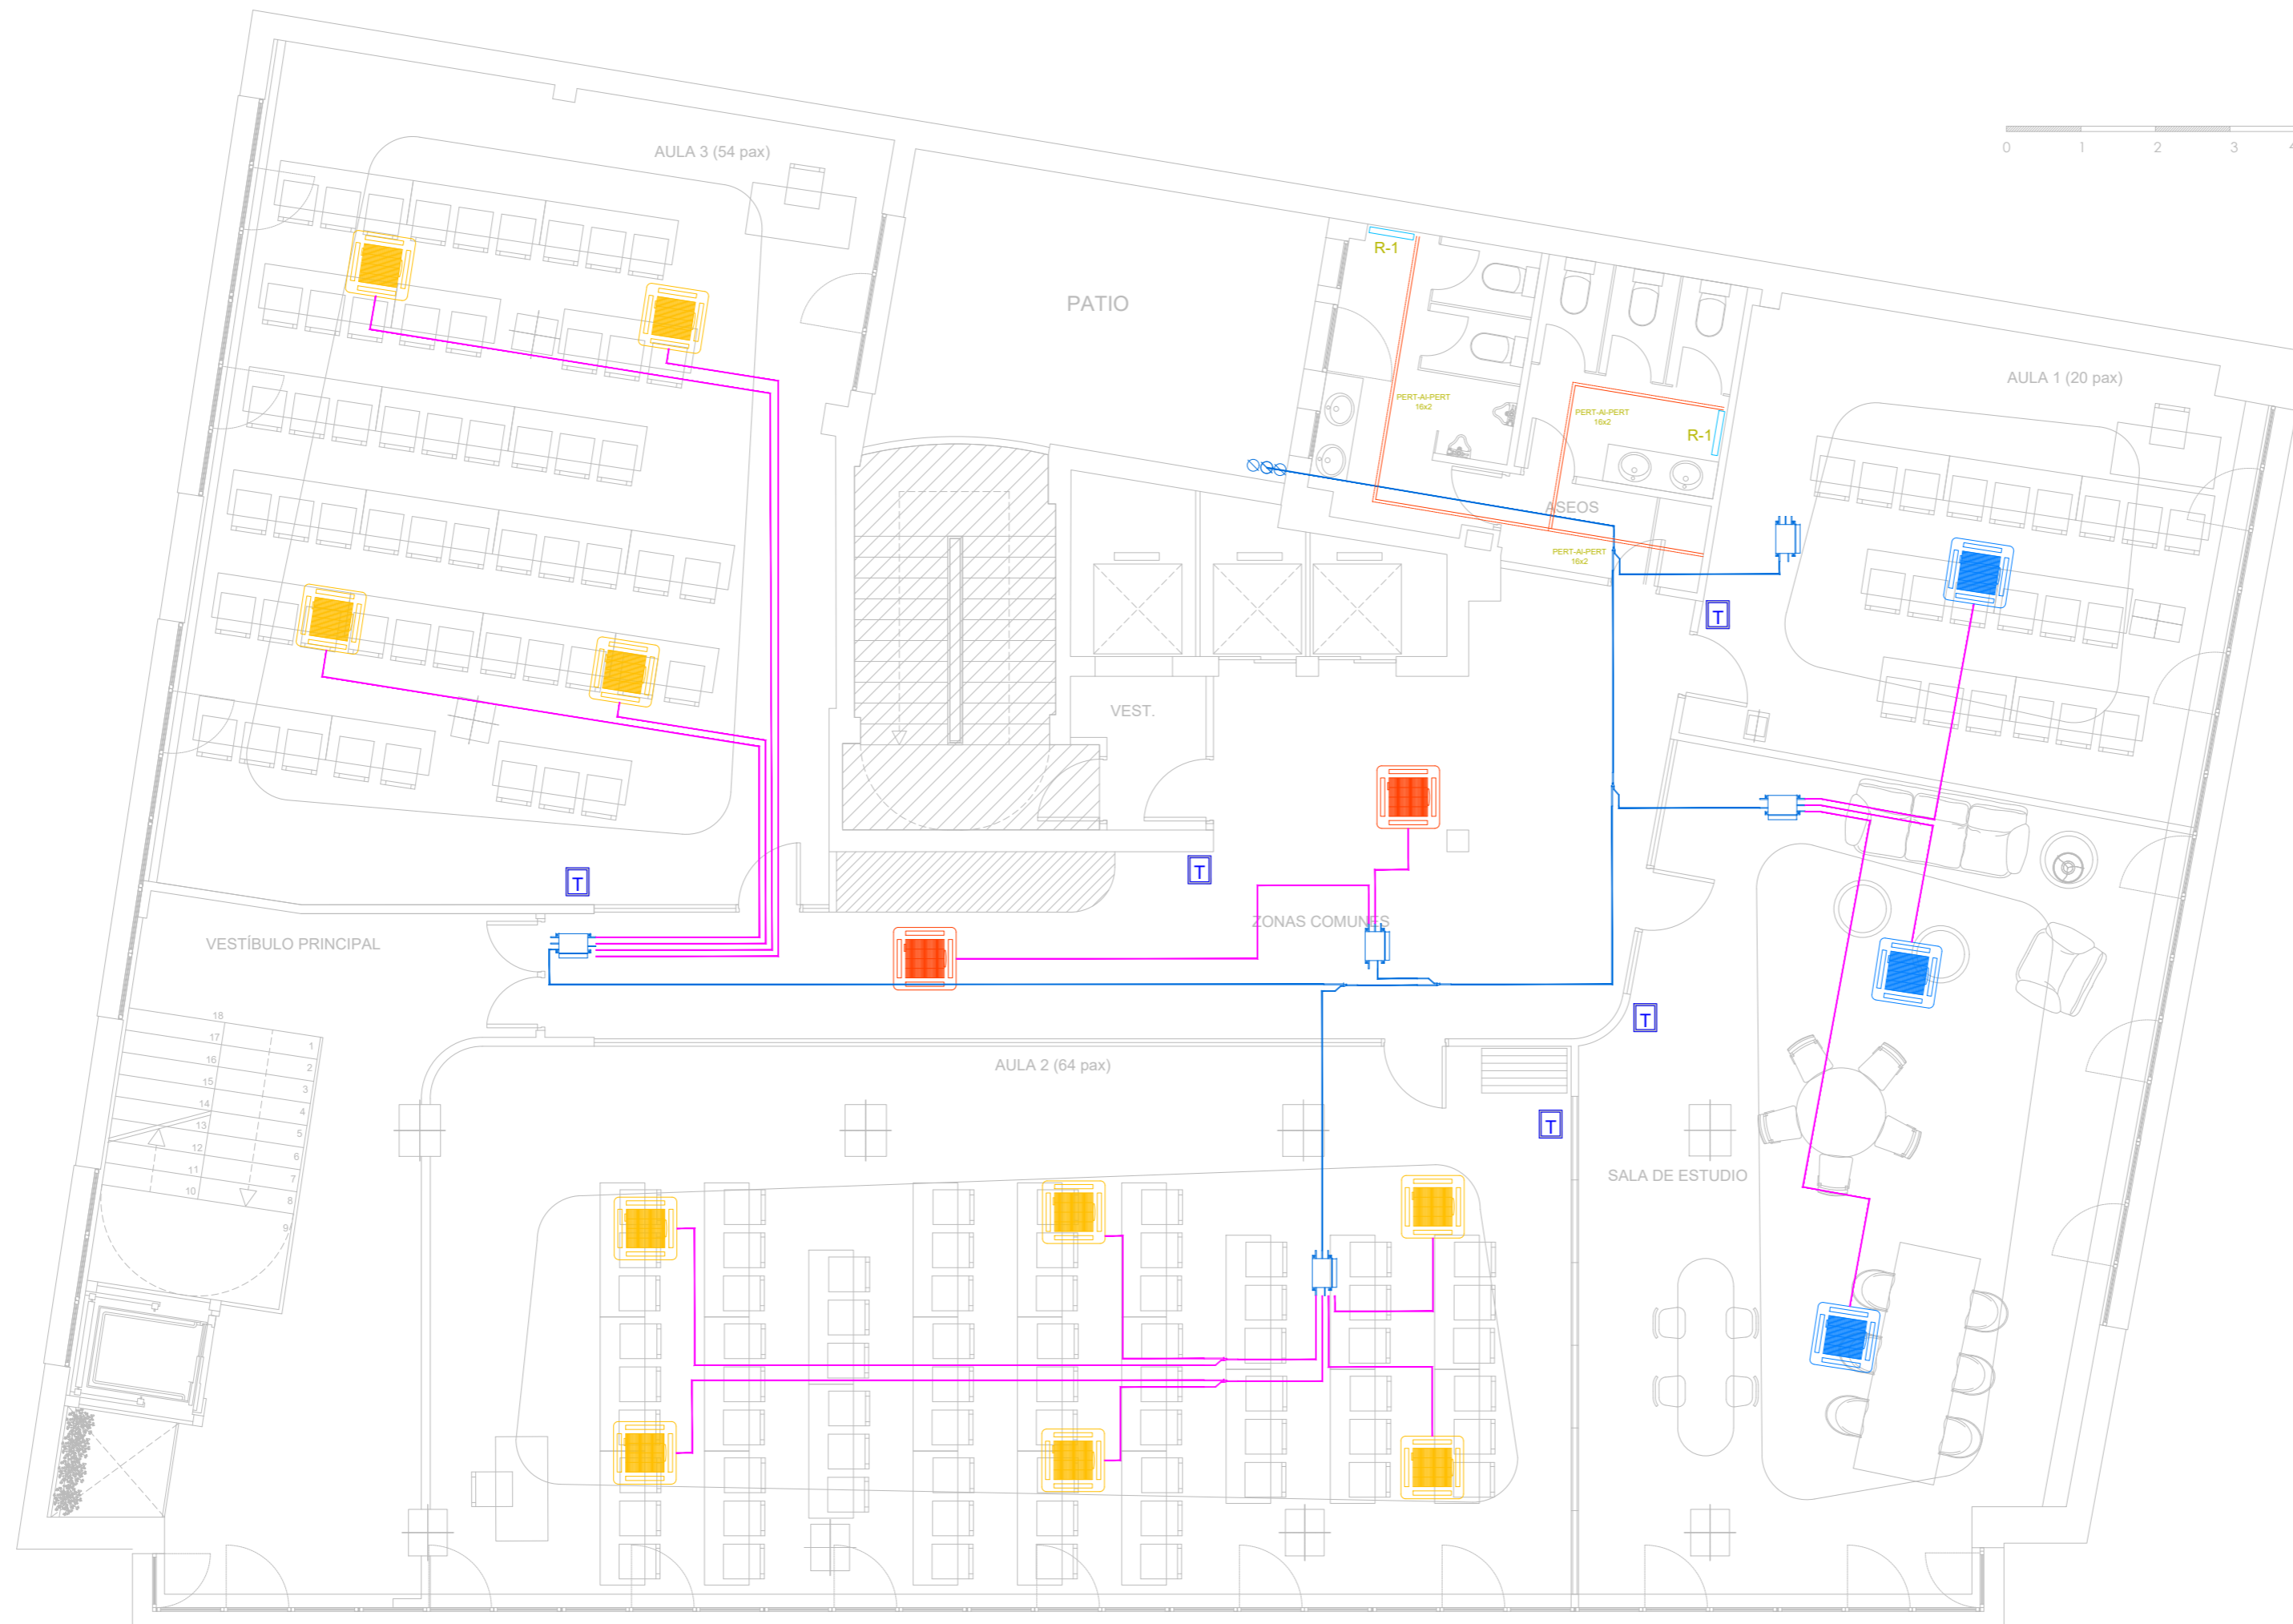 AULA 3 (54 pax)
0 1 2 3 4
R-1
PATIO
AULA 1 (20 pax)
PERT-Al-PERT
16x2
PERT-Al-PERT
16x2
R-1
ASEOS
PERT-Al-PERT
16x2
T
VEST.
T
T
ZONAS COMUNES
VESTÍBULO PRINCIPAL
T
18
17
16
15
14
13
12
11
10
1
2
3
4
5
6
7
8
9
AULA 2 (64 pax)
T
SALA DE ESTUDIO